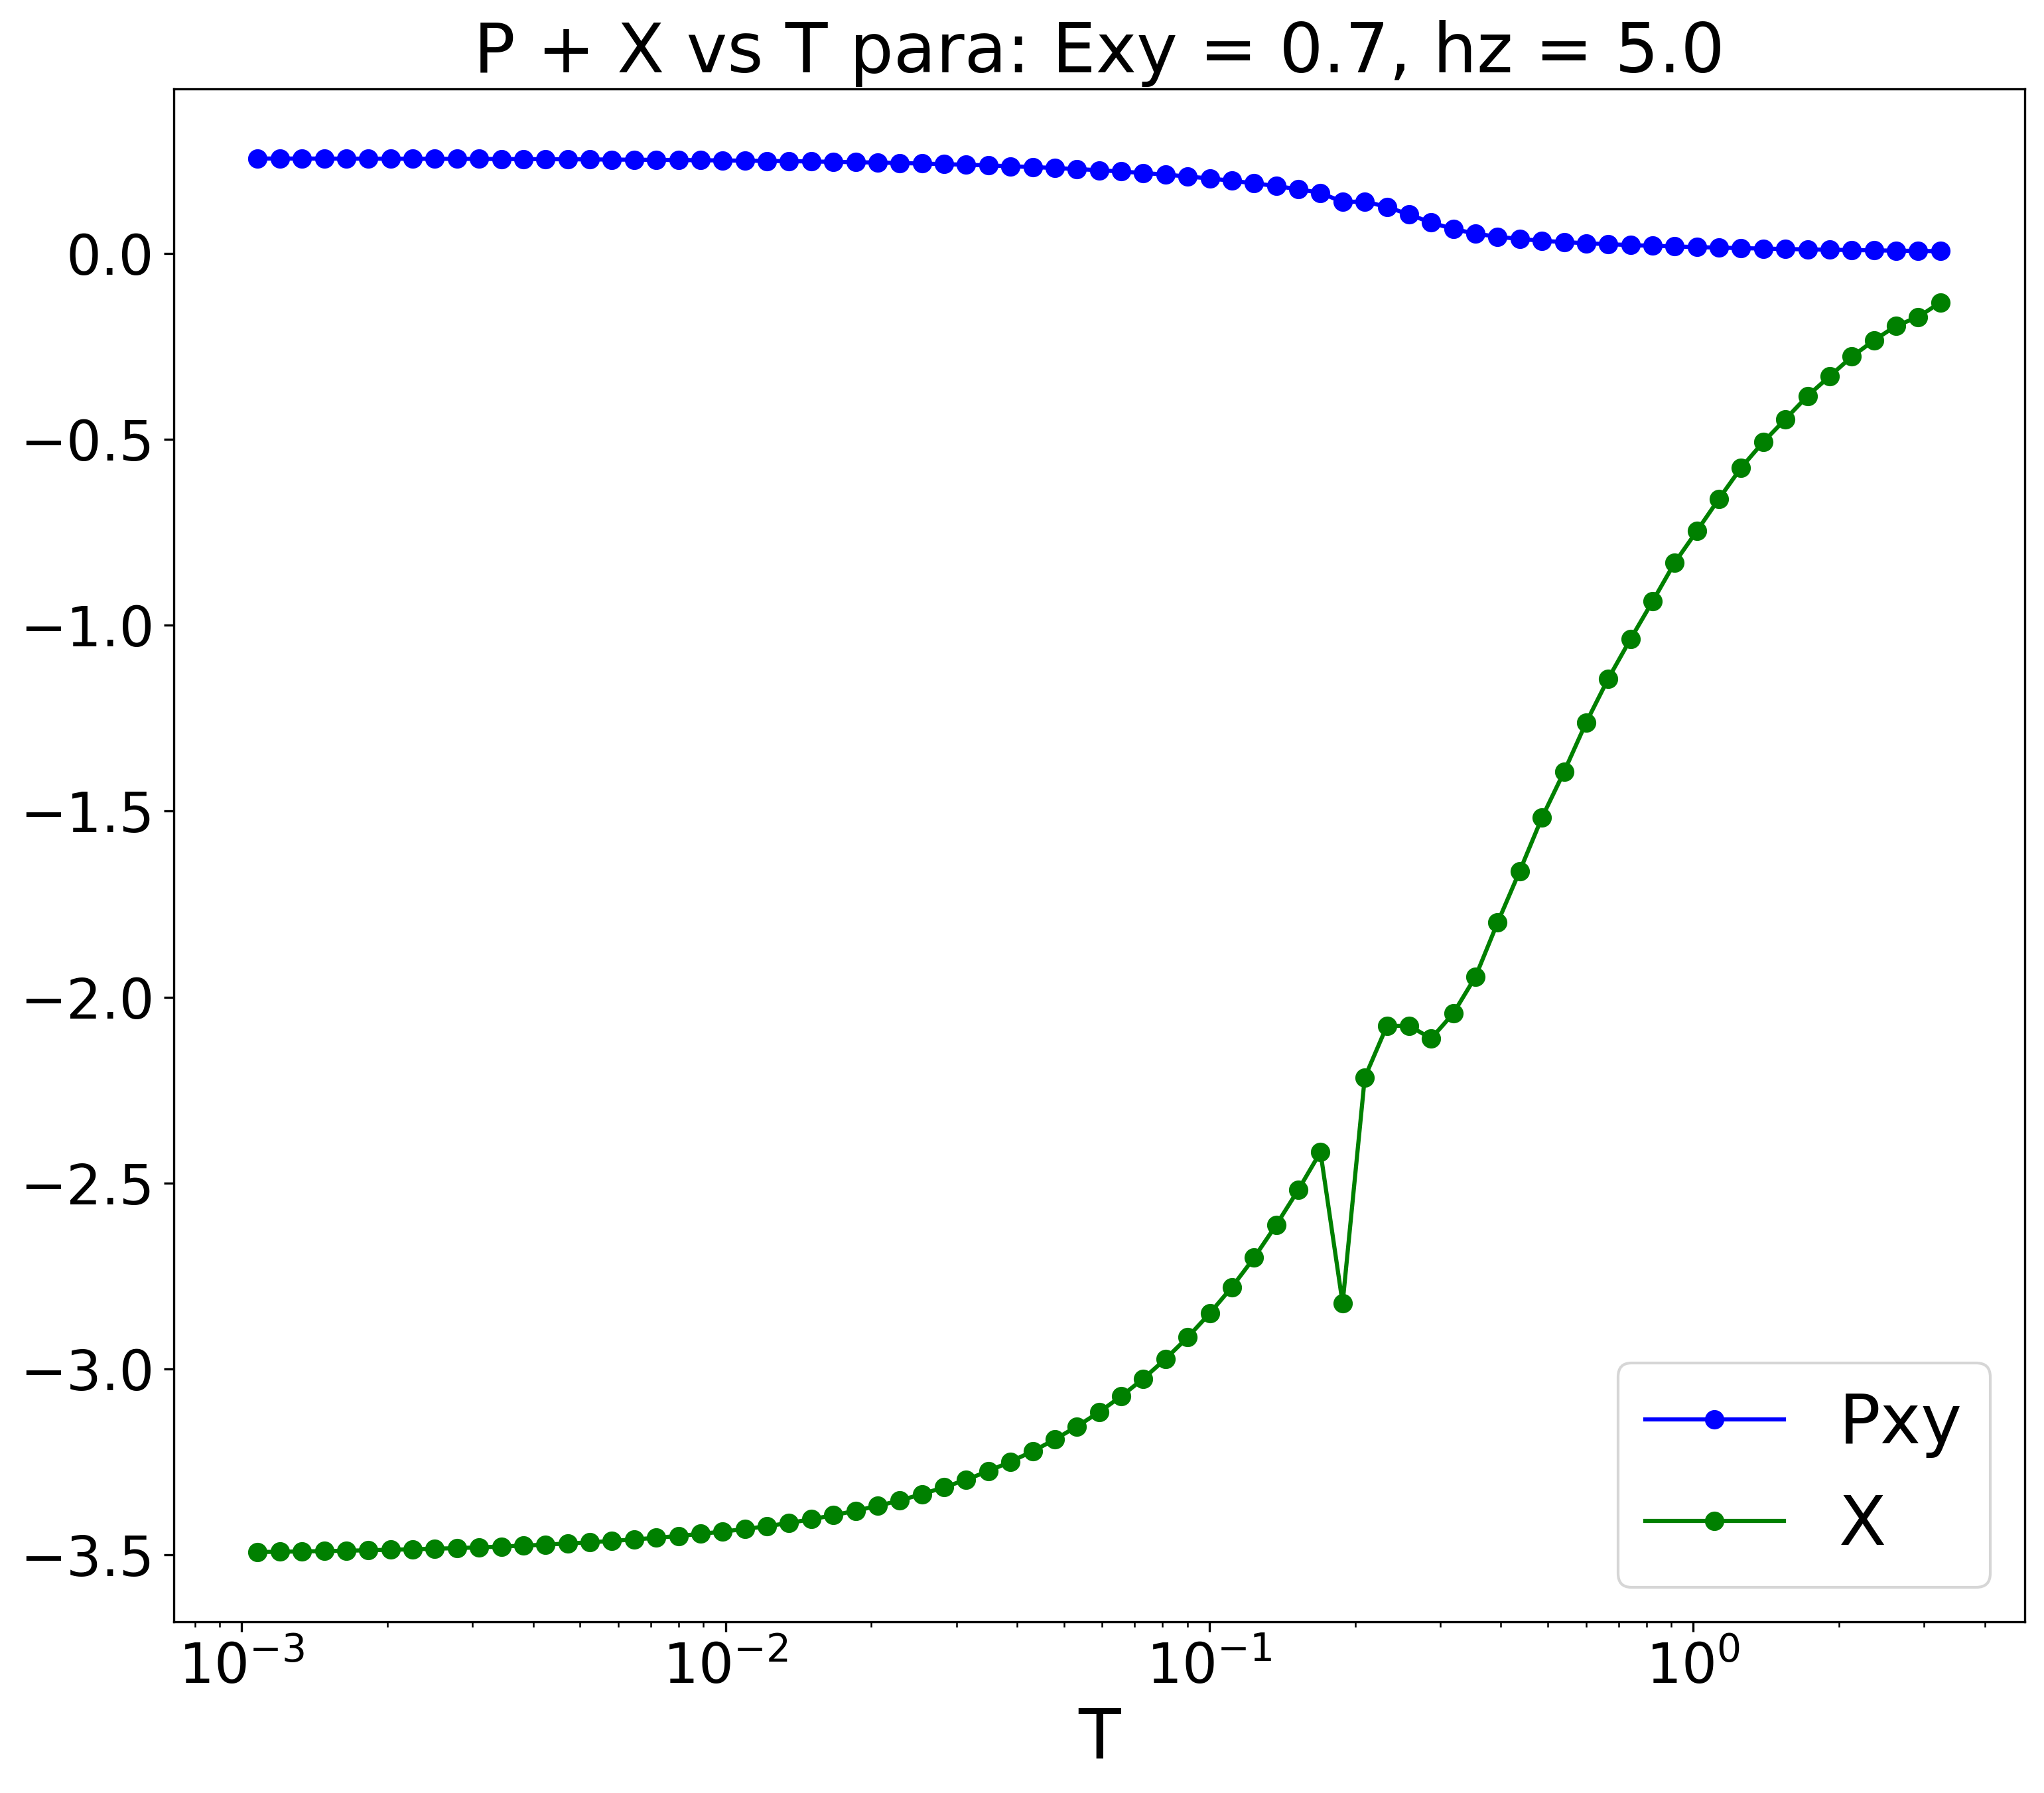 P + X vs T para: Exy = 0.7, hz = 5.0
0.0
−0.5
−1.0
−1.5
−2.0
−2.5
−3.0
−3.5
Pxy
X
10⁻³ 10⁻² 10⁻¹ 10⁰
T